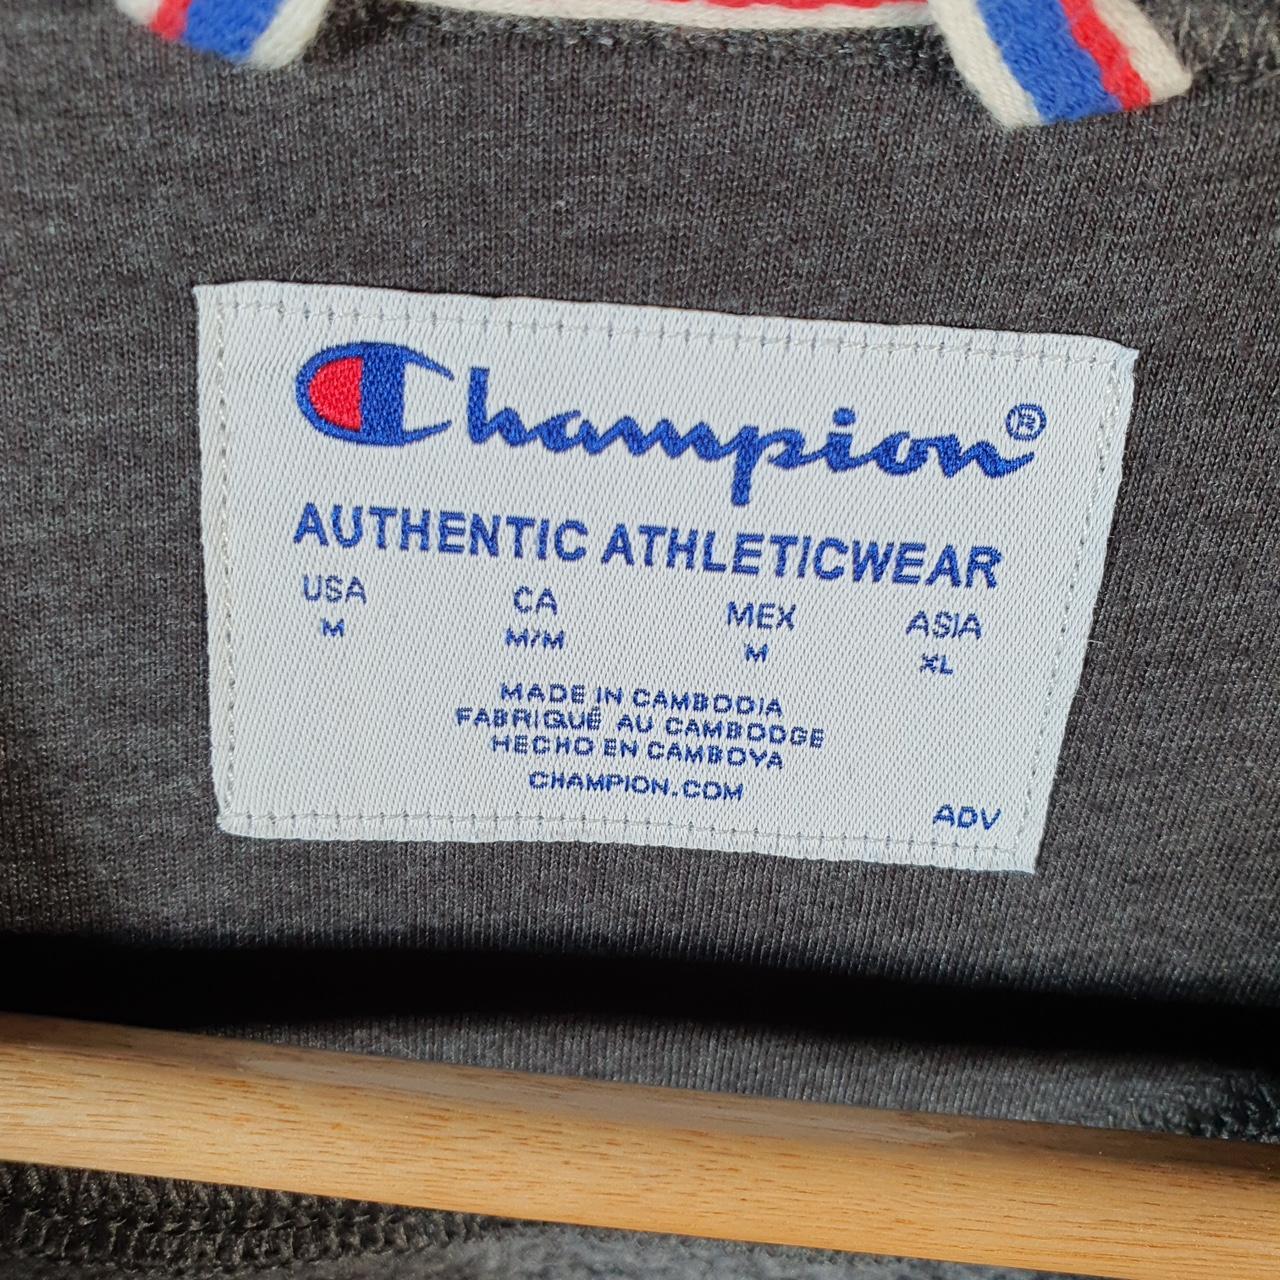 Champion®
AUTHENTIC ATHLETICWEAR
USA CA MEX ASIA
M M/M M XL
MADE IN CAMBODIA
FABRIQUÉ AU CAMBODGE
HECHO EN CAMBOYA
CHAMPION.COM
ADV